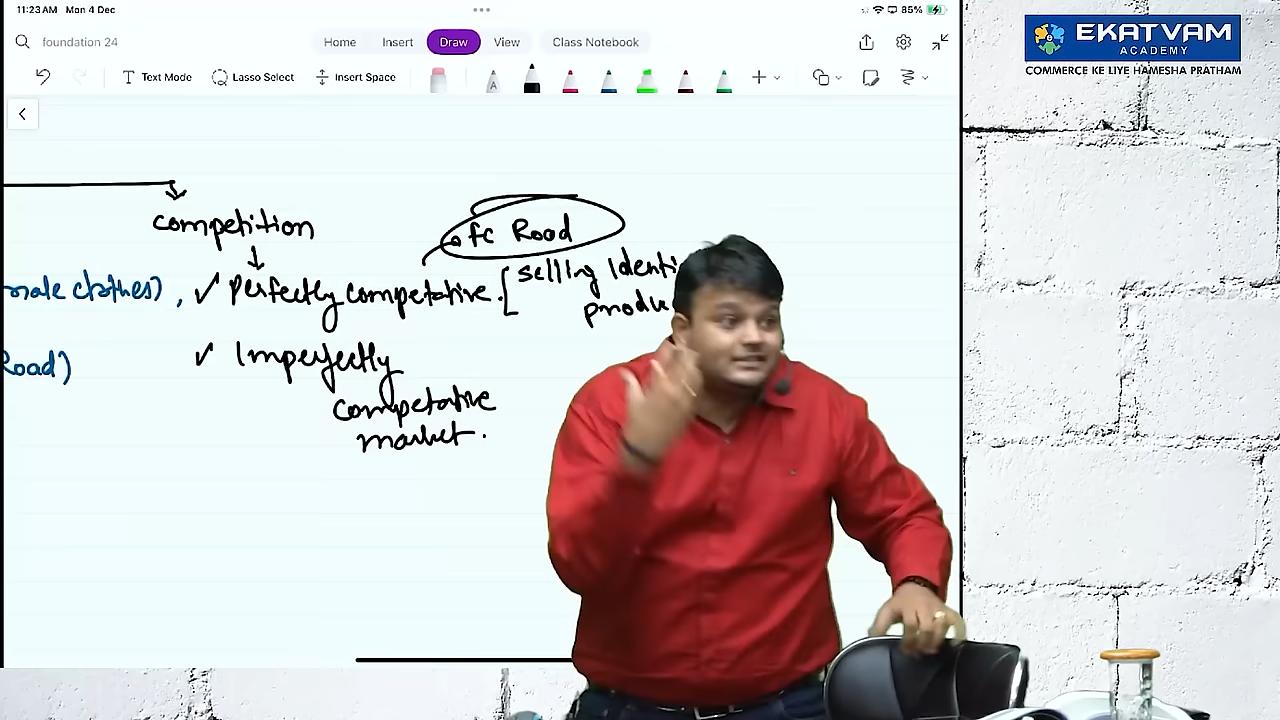 11:23 AM Mon 4 Dec
85%
foundation 24
Home Insert Draw View Class Notebook
Text Mode
Lasso Select
Insert Space
EKATVAM
ACADEMY
COMMERCE KE LIYE HAMESHA PRATHAM
competition
fc Road
male clothes),
✓ Perfectly competative.
[ selling Identi
produ
✓ Imperfectly
competative
market.
Road)